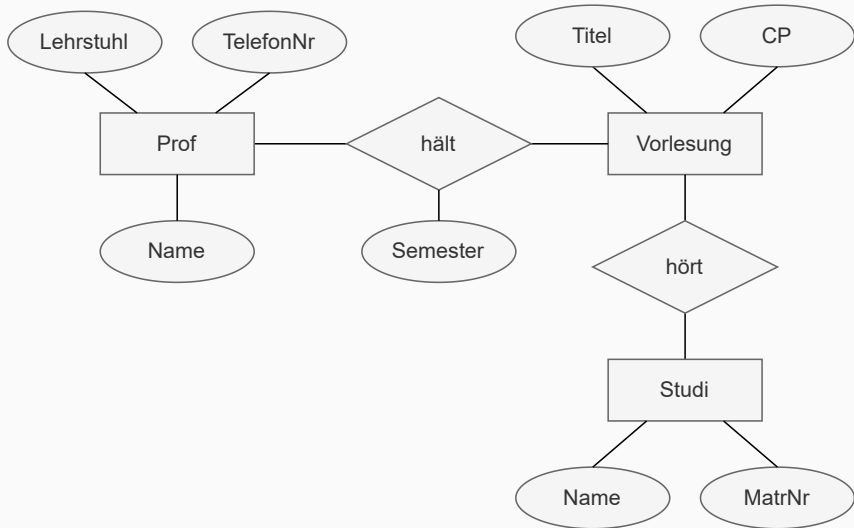 Lehrstuhl
TelefonNr
Titel
CP
Prof
hält
Vorlesung
Name
Semester
hört
Studi
Name
MatrNr